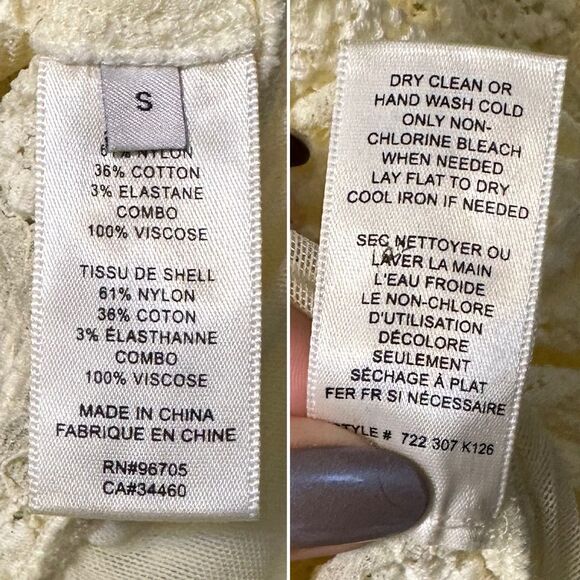 S
61% NYLON
36% COTTON
3% ELASTANE
COMBO
100% VISCOSE
TISSU DE SHELL
61% NYLON
36% COTON
3% ÉLASTHANNE
COMBO
100% VISCOSE
MADE IN CHINA
FABRIQUE EN CHINE
RN#96705
CA#34460
DRY CLEAN OR
HAND WASH COLD
ONLY NON-
CHLORINE BLEACH
WHEN NEEDED
LAY FLAT TO DRY
COOL IRON IF NEEDED
SEC NETTOYER OU
LAVER LA MAIN
L'EAU FROIDE
LE NON-CHLORE
D'UTILISATION
DÉCOLORE
SEULEMENT
SÉCHAGE À PLAT
FER FR SI NÉCESSAIRE
STYLE # 722 307 K126